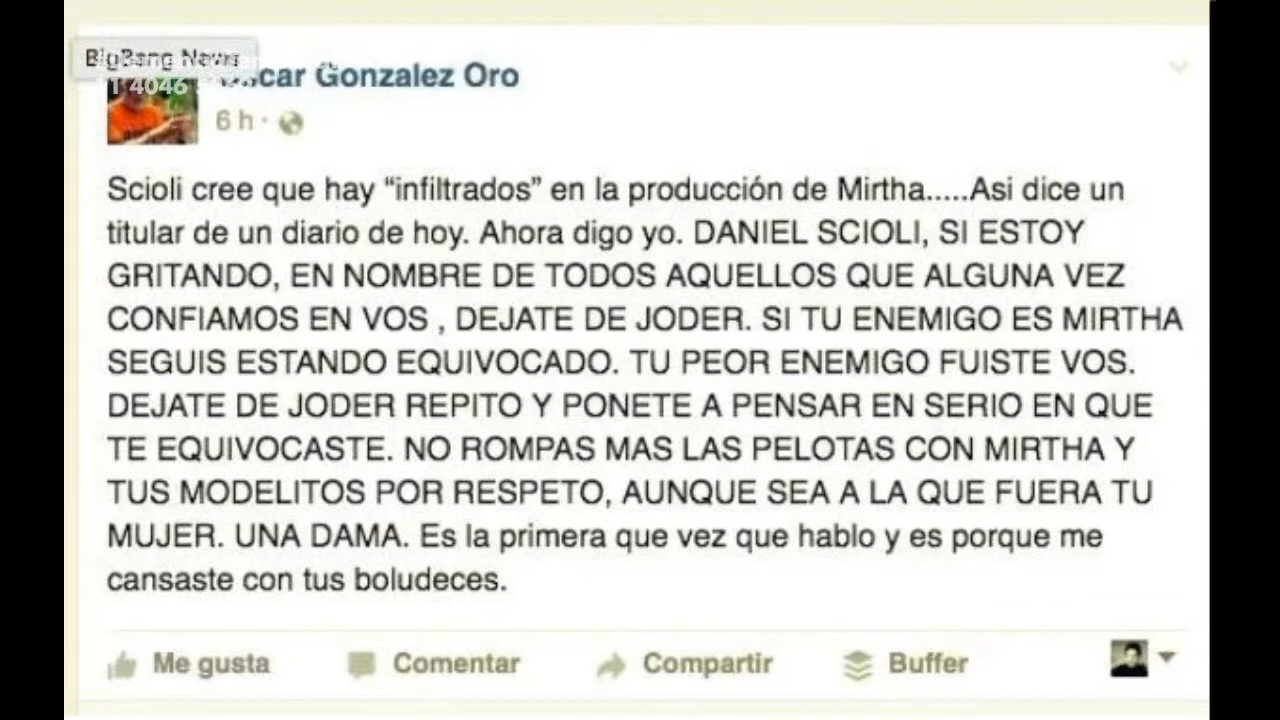 BigBang News
T 4046
Oscar Gonzalez Oro
6 h ·
Scioli cree que hay “infiltrados” en la producción de Mirtha.....Asi dice un
titular de un diario de hoy. Ahora digo yo. DANIEL SCIOLI, SI ESTOY
GRITANDO, EN NOMBRE DE TODOS AQUELLOS QUE ALGUNA VEZ
CONFIAMOS EN VOS , DEJATE DE JODER. SI TU ENEMIGO ES MIRTHA
SEGUIS ESTANDO EQUIVOCADO. TU PEOR ENEMIGO FUISTE VOS.
DEJATE DE JODER REPITO Y PONETE A PENSAR EN SERIO EN QUE
TE EQUIVOCASTE. NO ROMPAS MAS LAS PELOTAS CON MIRTHA Y
TUS MODELITOS POR RESPETO, AUNQUE SEA A LA QUE FUERA TU
MUJER. UNA DAMA. Es la primera que vez que hablo y es porque me
cansaste con tus boludeces.
Me gusta Comentar Compartir Buffer